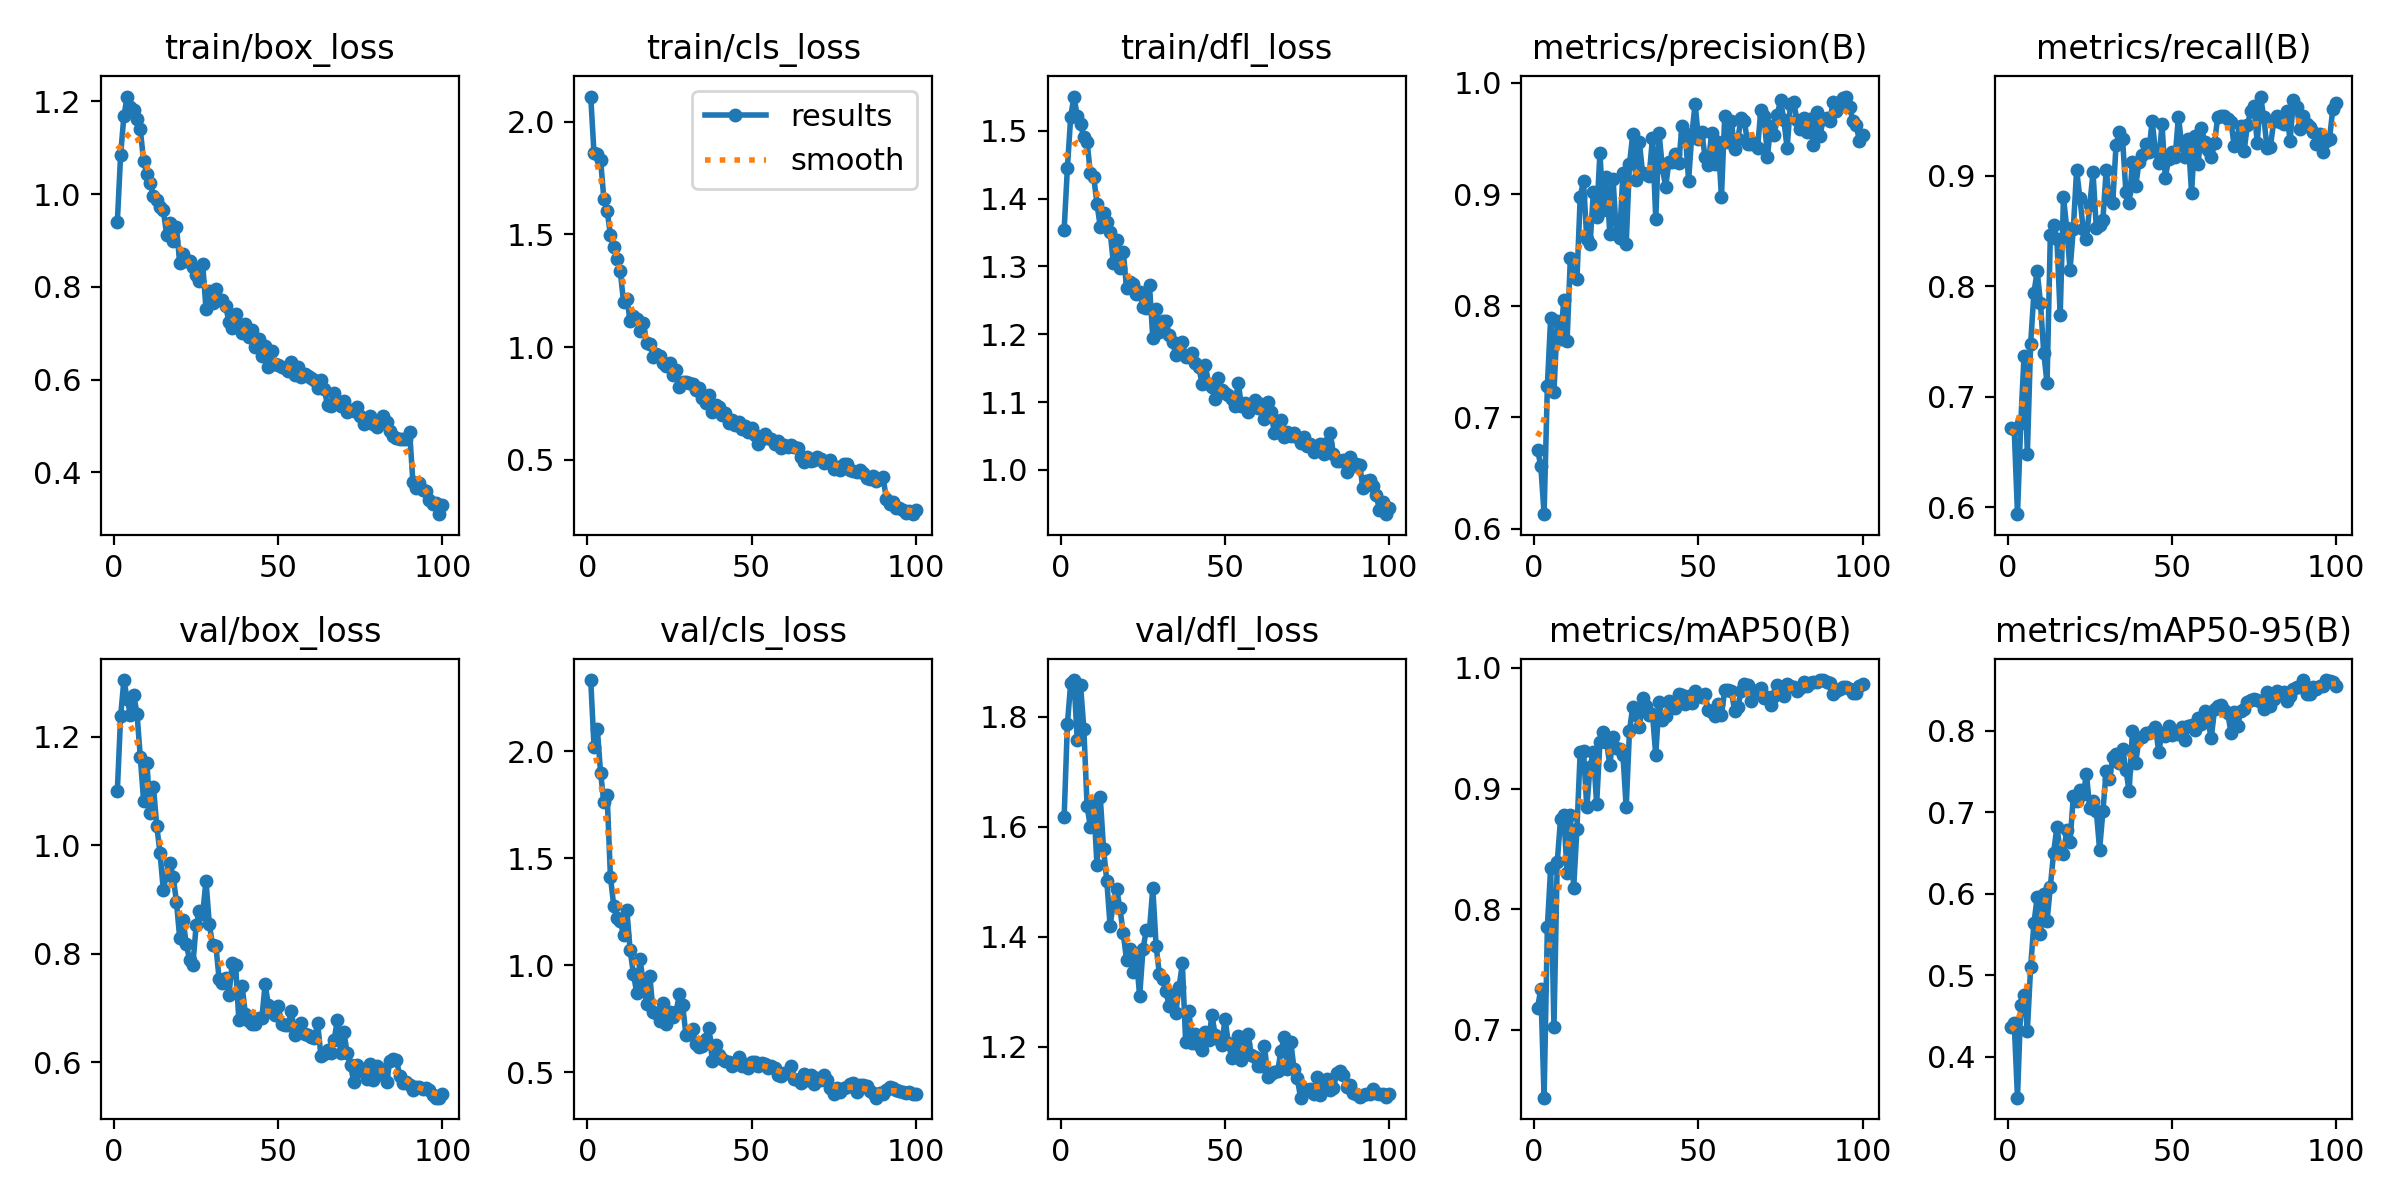 train/box_loss
1.2
1.0
0.8
0.6
0.4
0 50 100
train/cls_loss
results
smooth
2.0
1.5
1.0
0.5
0 50 100
train/dfl_loss
1.5
1.4
1.3
1.2
1.1
1.0
0 50 100
metrics/precision(B)
1.0
0.9
0.8
0.7
0.6
0 50 100
metrics/recall(B)
0.9
0.8
0.7
0.6
0 50 100
val/box_loss
1.2
1.0
0.8
0.6
0 50 100
val/cls_loss
2.0
1.5
1.0
0.5
0 50 100
val/dfl_loss
1.8
1.6
1.4
1.2
0 50 100
metrics/mAP50(B)
1.0
0.9
0.8
0.7
0 50 100
metrics/mAP50-95(B)
0.8
0.7
0.6
0.5
0.4
0 50 100